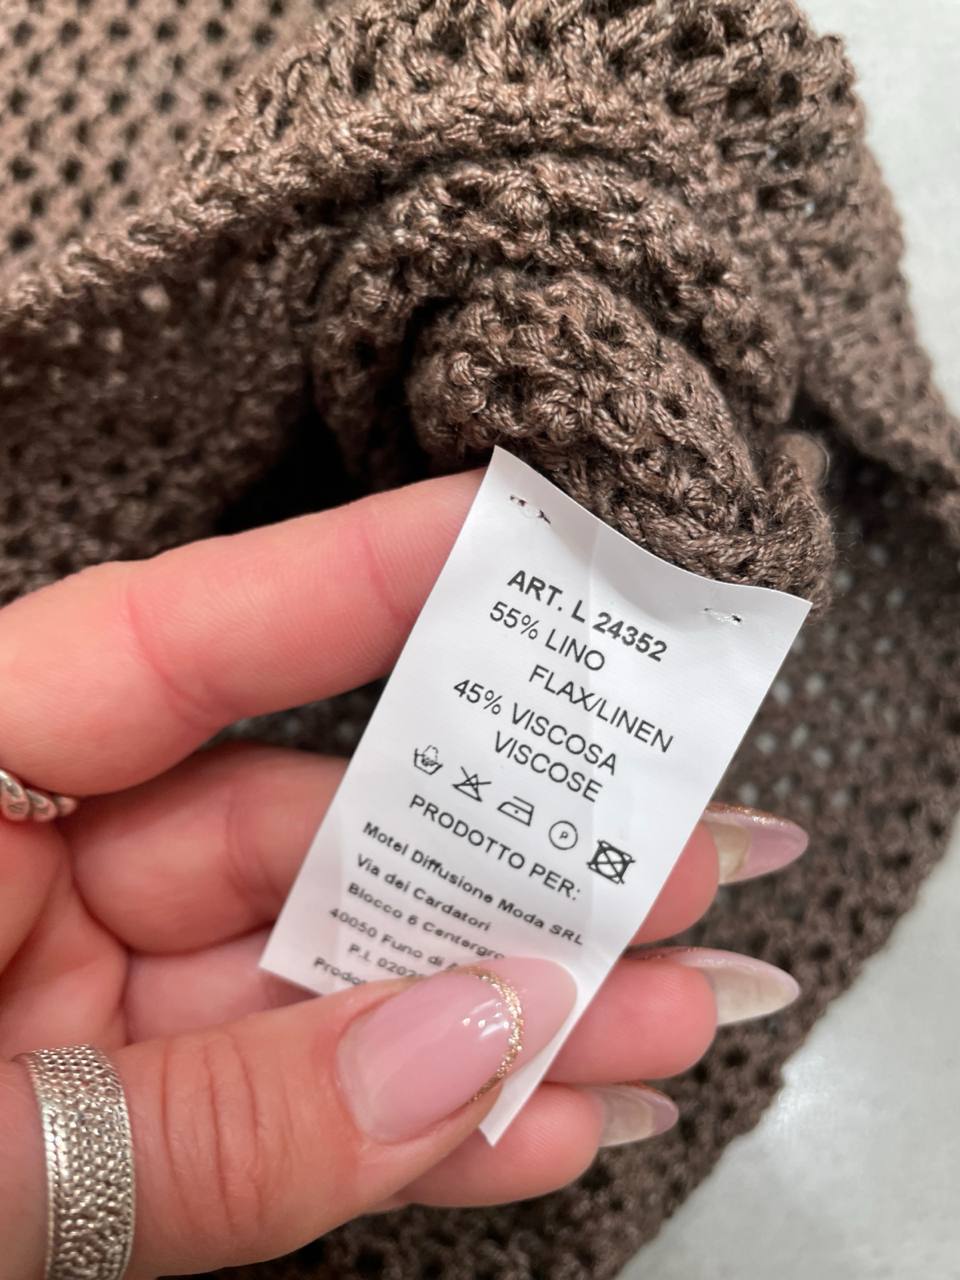 ART. L 24352
55% LINO
FLAX/LINEN
45% VISCOSA
VISCOSE
P
PRODOTTO PER:
Motel Diffusione Moda SRL
Via dei Cardatori
Blocco 6
40050 Funo di
P.I.